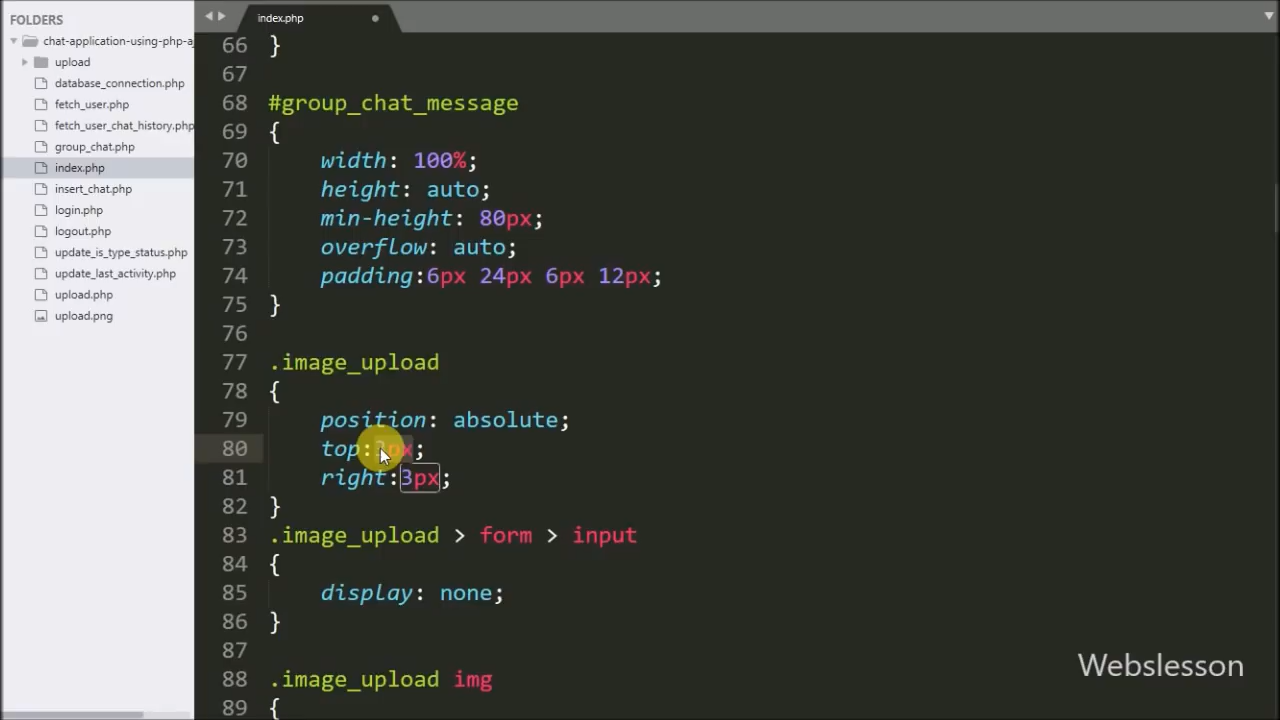 FOLDERS
chat-application-using-php-aj
upload
database_connection.php
fetch_user.php
fetch_user_chat_history.php
group_chat.php
index.php
insert_chat.php
login.php
logout.php
update_is_type_status.php
update_last_activity.php
upload.php
upload.png
index.php
66 }
67
68 #group_chat_message
69 {
70 width: 100%;
71 height: auto;
72 min-height: 80px;
73 overflow: auto;
74 padding:6px 24px 6px 12px;
75 }
76
77 .image_upload
78 {
79 position: absolute;
80 top:3px;
81 right:3px;
82 }
83 .image_upload > form > input
84 {
85 display: none;
86 }
87
88 .image_upload img
89 {
Webslesson